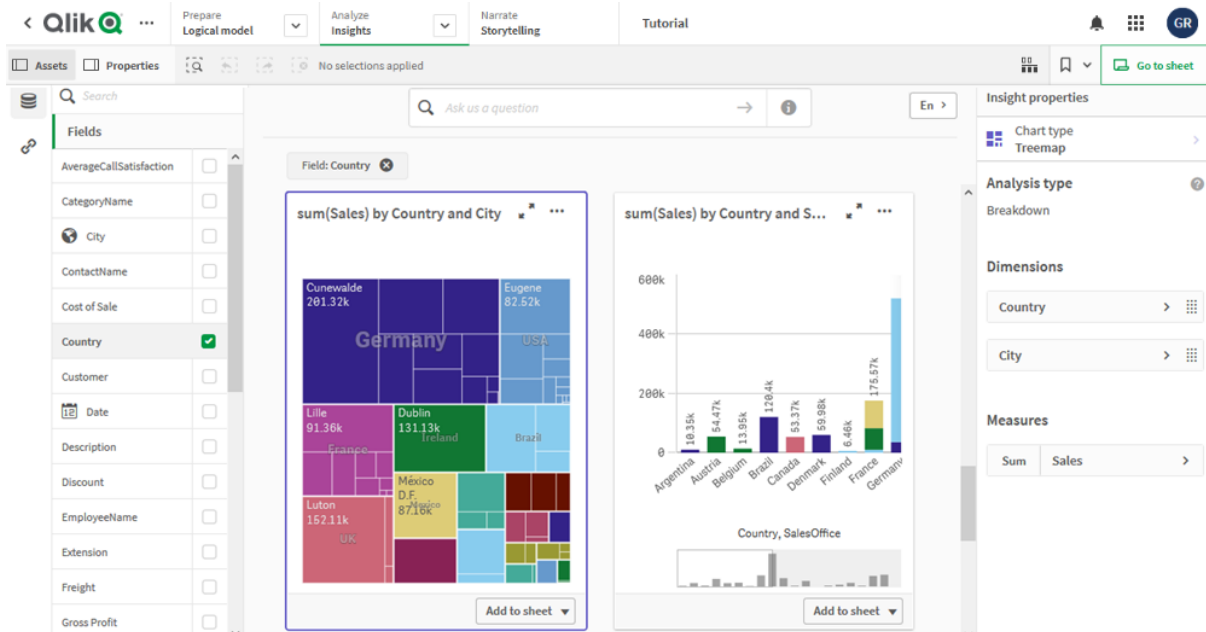 Qlik
Prepare
Logical model
Analyze
Insights
Narrate
Storytelling
Tutorial
GR
Assets
Properties
No selections applied
Go to sheet
Search
Fields
AverageCallSatisfaction
CategoryName
City
ContactName
Cost of Sale
Country
Customer
12 Date
Description
Discount
EmployeeName
Extension
Freight
Gross Profit
Ask us a question
En
Field: Country
sum(Sales) by Country and City
Cunewalde
201.32k
Germany
Eugene
82.52k
USA
Lille
91.36k
France
Dublin
131.13k
Ireland
Brazil
México
D.F.
87.16k
Mexico
Luton
152.11k
UK
Add to sheet
sum(Sales) by Country and S...
600k
400k
200k
0
10.35k
54.47k
13.95k
120.4k
53.37k
59.98k
6.46k
175.57k
Argentina
Austria
Belgium
Brazil
Canada
Denmark
Finland
France
Germany
Country, SalesOffice
Add to sheet
Insight properties
Chart type
Treemap
Analysis type
Breakdown
Dimensions
Country
City
Measures
Sum Sales